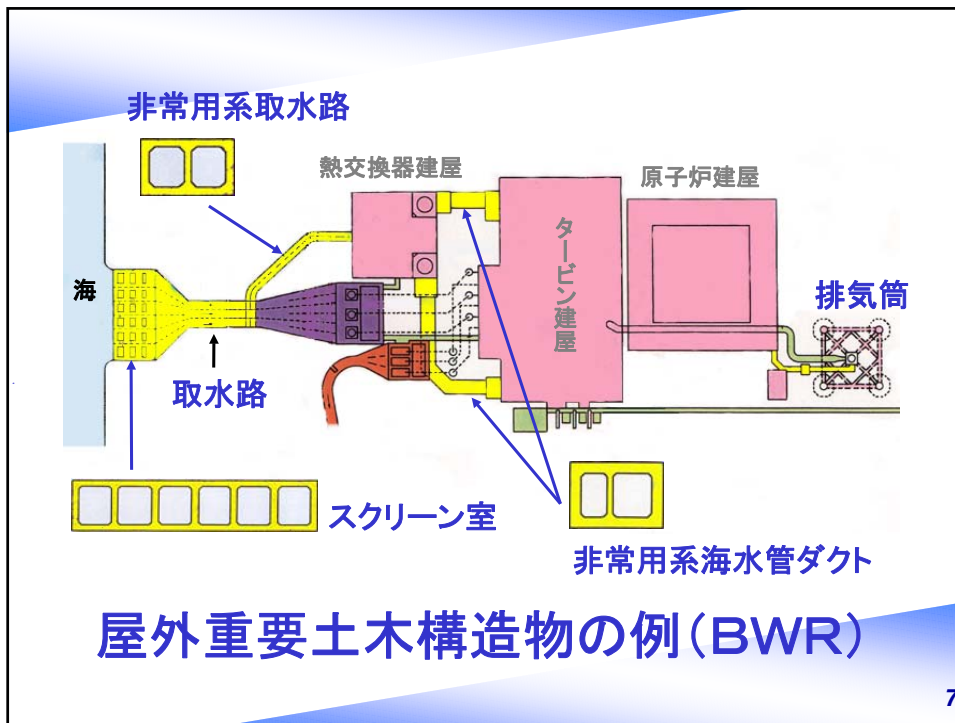 非常用系取水路
熱交換器建屋
原子炉建屋
タービン建屋
海
排気筒
取水路
スクリーン室
非常用系海水管ダクト
屋外重要土木構造物の例(BWR)
7